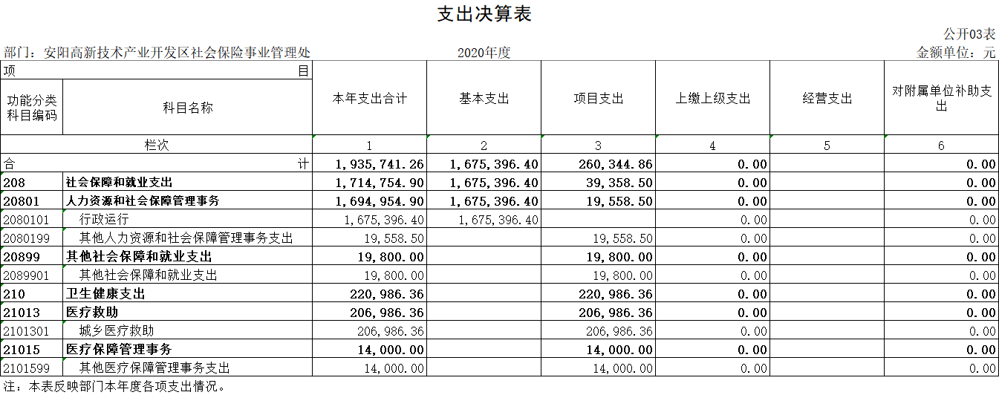 支出决算表
公开03表
部门：安阳高新技术产业开发区社会保险事业管理处 2020年度 金额单位：元
项 目
功能分类科目编码 科目名称 本年支出合计 基本支出 项目支出 上缴上级支出 经营支出 对附属单位补助支出
栏次 1 2 3 4 5 6
合 计 1,935,741.26 1,675,396.40 260,344.86 0.00 0.00
208 社会保障和就业支出 1,714,754.90 1,675,396.40 39,358.50 0.00 0.00
20801 人力资源和社会保障管理事务 1,694,954.90 1,675,396.40 19,558.50 0.00 0.00
2080101 行政运行 1,675,396.40 1,675,396.40 0.00 0.00
2080199 其他人力资源和社会保障管理事务支出 19,558.50 19,558.50 0.00 0.00
20899 其他社会保障和就业支出 19,800.00 19,800.00 0.00 0.00
2089901 其他社会保障和就业支出 19,800.00 19,800.00 0.00 0.00
210 卫生健康支出 220,986.36 220,986.36 0.00 0.00
21013 医疗救助 206,986.36 206,986.36 0.00 0.00
2101301 城乡医疗救助 206,986.36 206,986.36 0.00 0.00
21015 医疗保障管理事务 14,000.00 14,000.00 0.00 0.00
2101599 其他医疗保障管理事务支出 14,000.00 14,000.00 0.00 0.00
注：本表反映部门本年度各项支出情况。